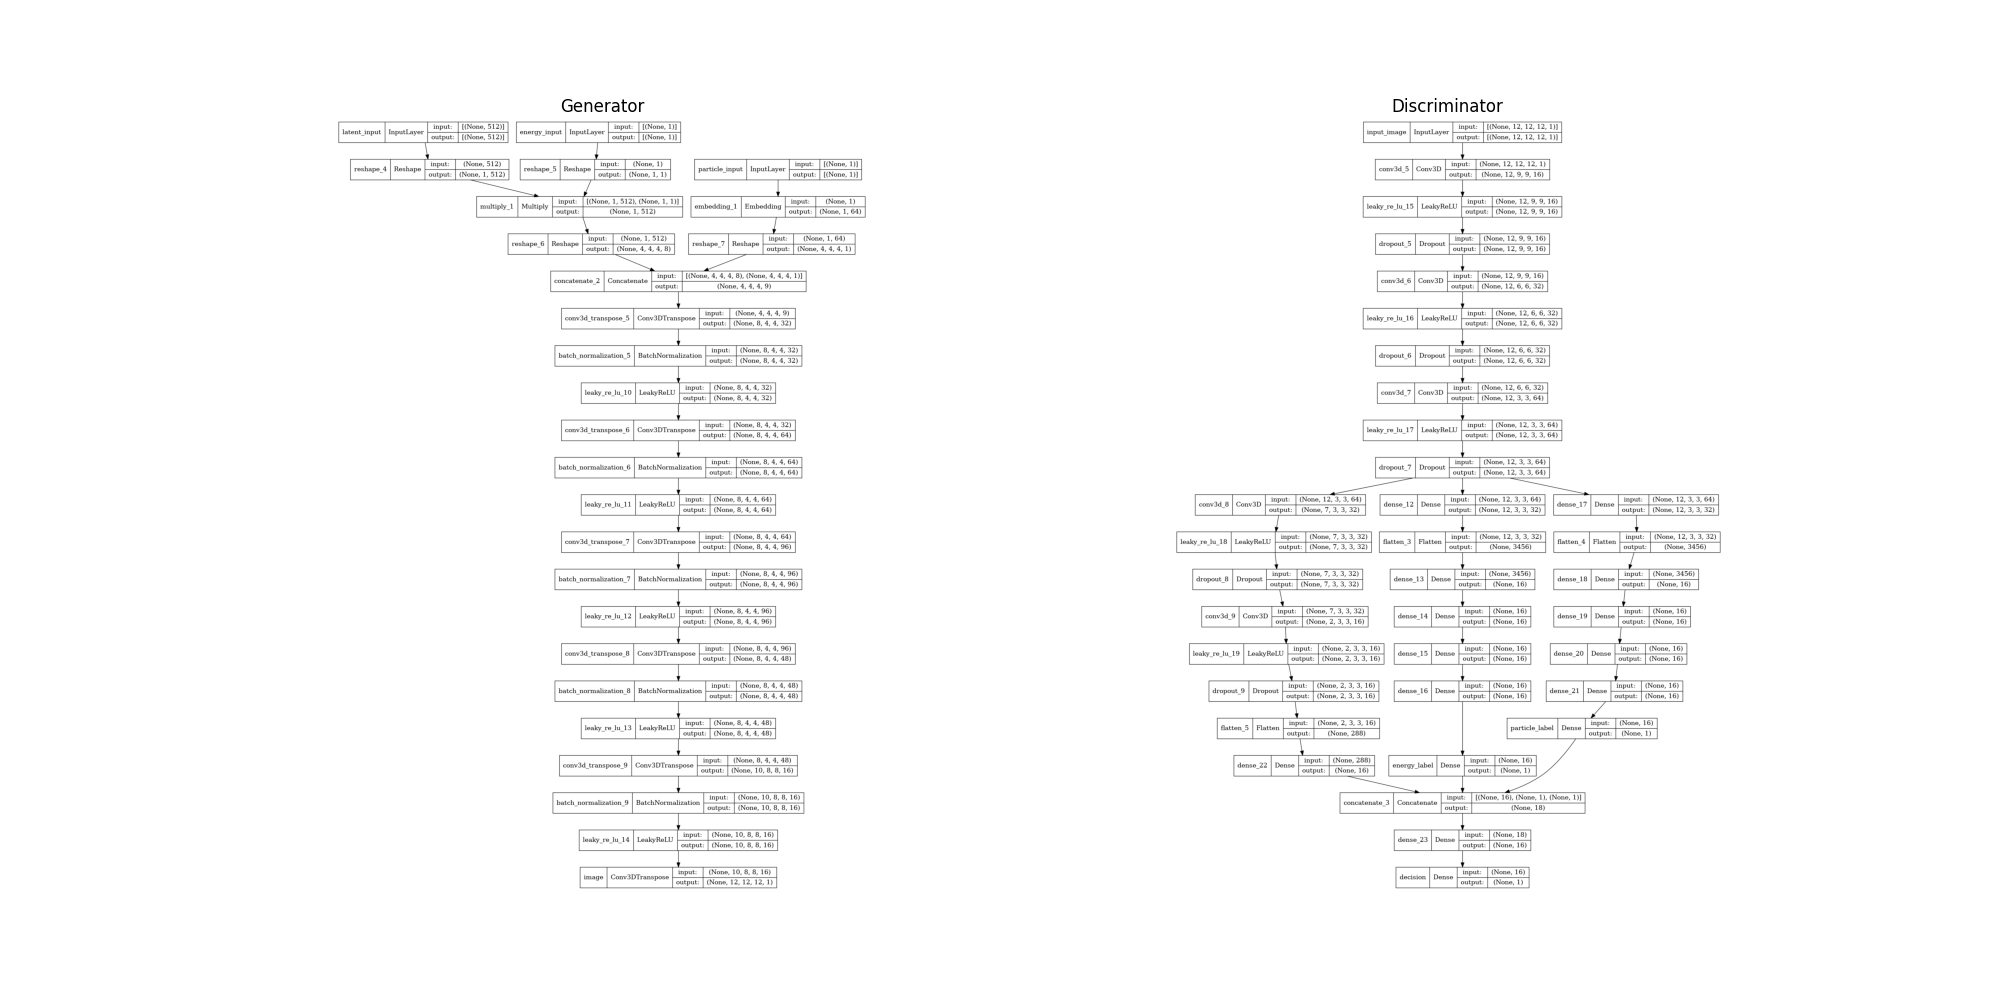 Generator
latent_input InputLayer input: [(None, 512)]
output: [(None, 512)]
energy_input InputLayer input: [(None, 1)]
output: [(None, 1)]
reshape_4 Reshape input: (None, 512)
output: (None, 1, 512)
reshape_5 Reshape input: (None, 1)
output: (None, 1, 1)
particle_input InputLayer input: [(None, 1)]
output: [(None, 1)]
multiply_1 Multiply input: [(None, 1, 512), (None, 1, 1)]
output: (None, 1, 512)
embedding_1 Embedding input: (None, 1)
output: (None, 1, 64)
reshape_6 Reshape input: (None, 1, 512)
output: (None, 4, 4, 4, 8)
reshape_7 Reshape input: (None, 1, 64)
output: (None, 4, 4, 4, 1)
concatenate_2 Concatenate input: [(None, 4, 4, 4, 8), (None, 4, 4, 4, 1)]
output: (None, 4, 4, 4, 9)
conv3d_transpose_5 Conv3DTranspose input: (None, 4, 4, 4, 9)
output: (None, 8, 4, 4, 32)
batch_normalization_5 BatchNormalization input: (None, 8, 4, 4, 32)
output: (None, 8, 4, 4, 32)
leaky_re_lu_10 LeakyReLU input: (None, 8, 4, 4, 32)
output: (None, 8, 4, 4, 32)
conv3d_transpose_6 Conv3DTranspose input: (None, 8, 4, 4, 32)
output: (None, 8, 4, 4, 64)
batch_normalization_6 BatchNormalization input: (None, 8, 4, 4, 64)
output: (None, 8, 4, 4, 64)
leaky_re_lu_11 LeakyReLU input: (None, 8, 4, 4, 64)
output: (None, 8, 4, 4, 64)
conv3d_transpose_7 Conv3DTranspose input: (None, 8, 4, 4, 64)
output: (None, 8, 4, 4, 96)
batch_normalization_7 BatchNormalization input: (None, 8, 4, 4, 96)
output: (None, 8, 4, 4, 96)
leaky_re_lu_12 LeakyReLU input: (None, 8, 4, 4, 96)
output: (None, 8, 4, 4, 96)
conv3d_transpose_8 Conv3DTranspose input: (None, 8, 4, 4, 96)
output: (None, 8, 4, 4, 48)
batch_normalization_8 BatchNormalization input: (None, 8, 4, 4, 48)
output: (None, 8, 4, 4, 48)
leaky_re_lu_13 LeakyReLU input: (None, 8, 4, 4, 48)
output: (None, 8, 4, 4, 48)
conv3d_transpose_9 Conv3DTranspose input: (None, 8, 4, 4, 48)
output: (None, 10, 8, 8, 16)
batch_normalization_9 BatchNormalization input: (None, 10, 8, 8, 16)
output: (None, 10, 8, 8, 16)
leaky_re_lu_14 LeakyReLU input: (None, 10, 8, 8, 16)
output: (None, 10, 8, 8, 16)
image Conv3DTranspose input: (None, 10, 8, 8, 16)
output: (None, 12, 12, 12, 1)
Discriminator
input_image InputLayer input: [(None, 12, 12, 12, 1)]
output: [(None, 12, 12, 12, 1)]
conv3d_5 Conv3D input: (None, 12, 12, 12, 1)
output: (None, 12, 9, 9, 16)
leaky_re_lu_15 LeakyReLU input: (None, 12, 9, 9, 16)
output: (None, 12, 9, 9, 16)
dropout_5 Dropout input: (None, 12, 9, 9, 16)
output: (None, 12, 9, 9, 16)
conv3d_6 Conv3D input: (None, 12, 9, 9, 16)
output: (None, 12, 6, 6, 32)
leaky_re_lu_16 LeakyReLU input: (None, 12, 6, 6, 32)
output: (None, 12, 6, 6, 32)
dropout_6 Dropout input: (None, 12, 6, 6, 32)
output: (None, 12, 6, 6, 32)
conv3d_7 Conv3D input: (None, 12, 6, 6, 32)
output: (None, 12, 3, 3, 64)
leaky_re_lu_17 LeakyReLU input: (None, 12, 3, 3, 64)
output: (None, 12, 3, 3, 64)
dropout_7 Dropout input: (None, 12, 3, 3, 64)
output: (None, 12, 3, 3, 64)
conv3d_8 Conv3D input: (None, 12, 3, 3, 64)
output: (None, 7, 3, 3, 32)
dense_12 Dense input: (None, 12, 3, 3, 64)
output: (None, 12, 3, 3, 32)
dense_17 Dense input: (None, 12, 3, 3, 64)
output: (None, 12, 3, 3, 32)
leaky_re_lu_18 LeakyReLU input: (None, 7, 3, 3, 32)
output: (None, 7, 3, 3, 32)
flatten_3 Flatten input: (None, 12, 3, 3, 32)
output: (None, 3456)
flatten_4 Flatten input: (None, 12, 3, 3, 32)
output: (None, 3456)
dropout_8 Dropout input: (None, 7, 3, 3, 32)
output: (None, 7, 3, 3, 32)
dense_13 Dense input: (None, 3456)
output: (None, 16)
dense_18 Dense input: (None, 3456)
output: (None, 16)
conv3d_9 Conv3D input: (None, 7, 3, 3, 32)
output: (None, 2, 3, 3, 16)
dense_14 Dense input: (None, 16)
output: (None, 16)
dense_19 Dense input: (None, 16)
output: (None, 16)
leaky_re_lu_19 LeakyReLU input: (None, 2, 3, 3, 16)
output: (None, 2, 3, 3, 16)
dense_15 Dense input: (None, 16)
output: (None, 16)
dense_20 Dense input: (None, 16)
output: (None, 16)
dropout_9 Dropout input: (None, 2, 3, 3, 16)
output: (None, 2, 3, 3, 16)
dense_16 Dense input: (None, 16)
output: (None, 16)
dense_21 Dense input: (None, 16)
output: (None, 16)
flatten_5 Flatten input: (None, 2, 3, 3, 16)
output: (None, 288)
particle_label Dense input: (None, 16)
output: (None, 1)
dense_22 Dense input: (None, 288)
output: (None, 16)
energy_label Dense input: (None, 16)
output: (None, 1)
concatenate_3 Concatenate input: [(None, 16), (None, 1), (None, 1)]
output: (None, 18)
dense_23 Dense input: (None, 18)
output: (None, 16)
decision Dense input: (None, 16)
output: (None, 1)